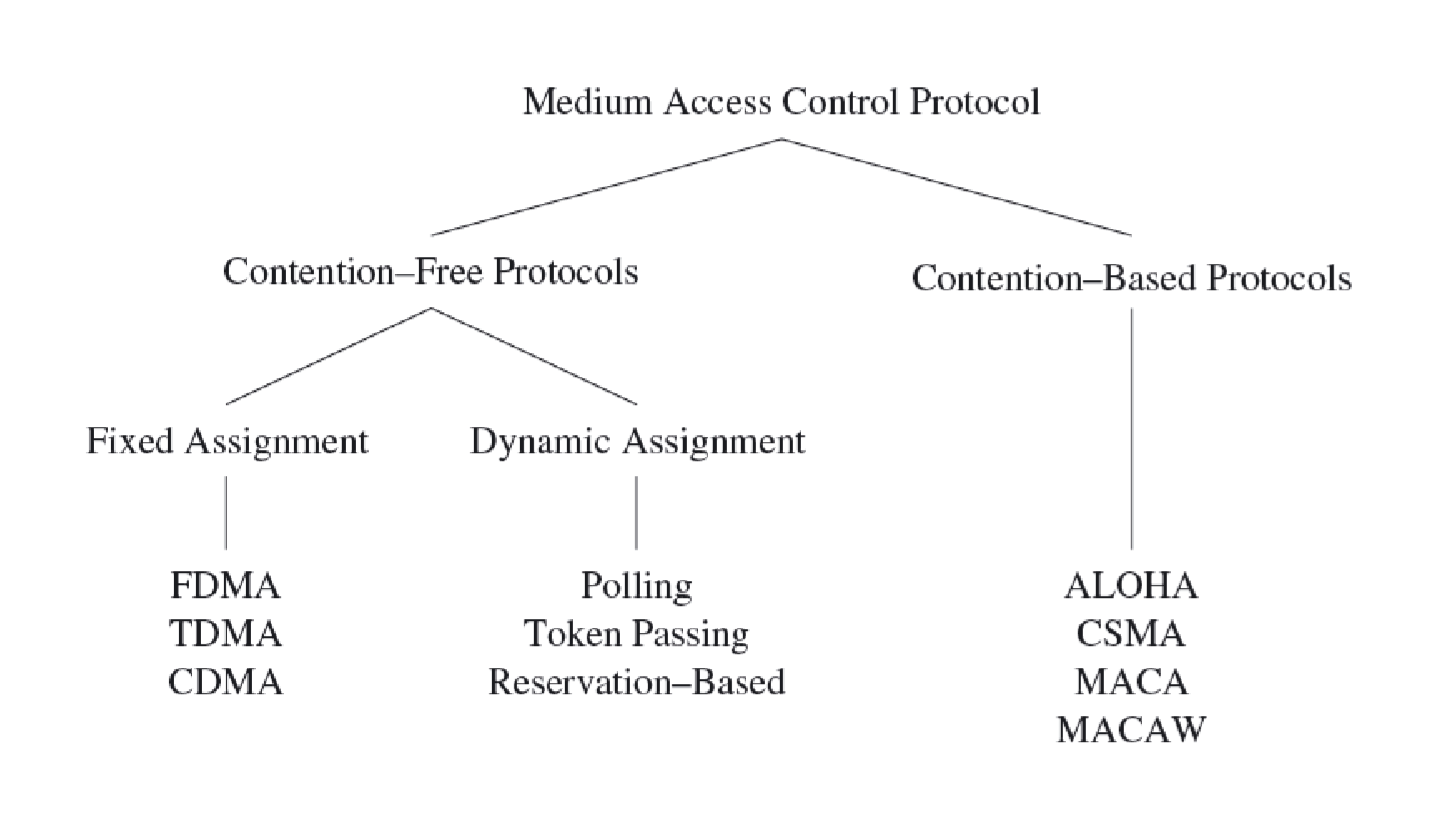 Medium Access Control Protocol
Contention–Free Protocols
Contention–Based Protocols
Fixed Assignment
Dynamic Assignment
FDMA
TDMA
CDMA
Polling
Token Passing
Reservation–Based
ALOHA
CSMA
MACA
MACAW